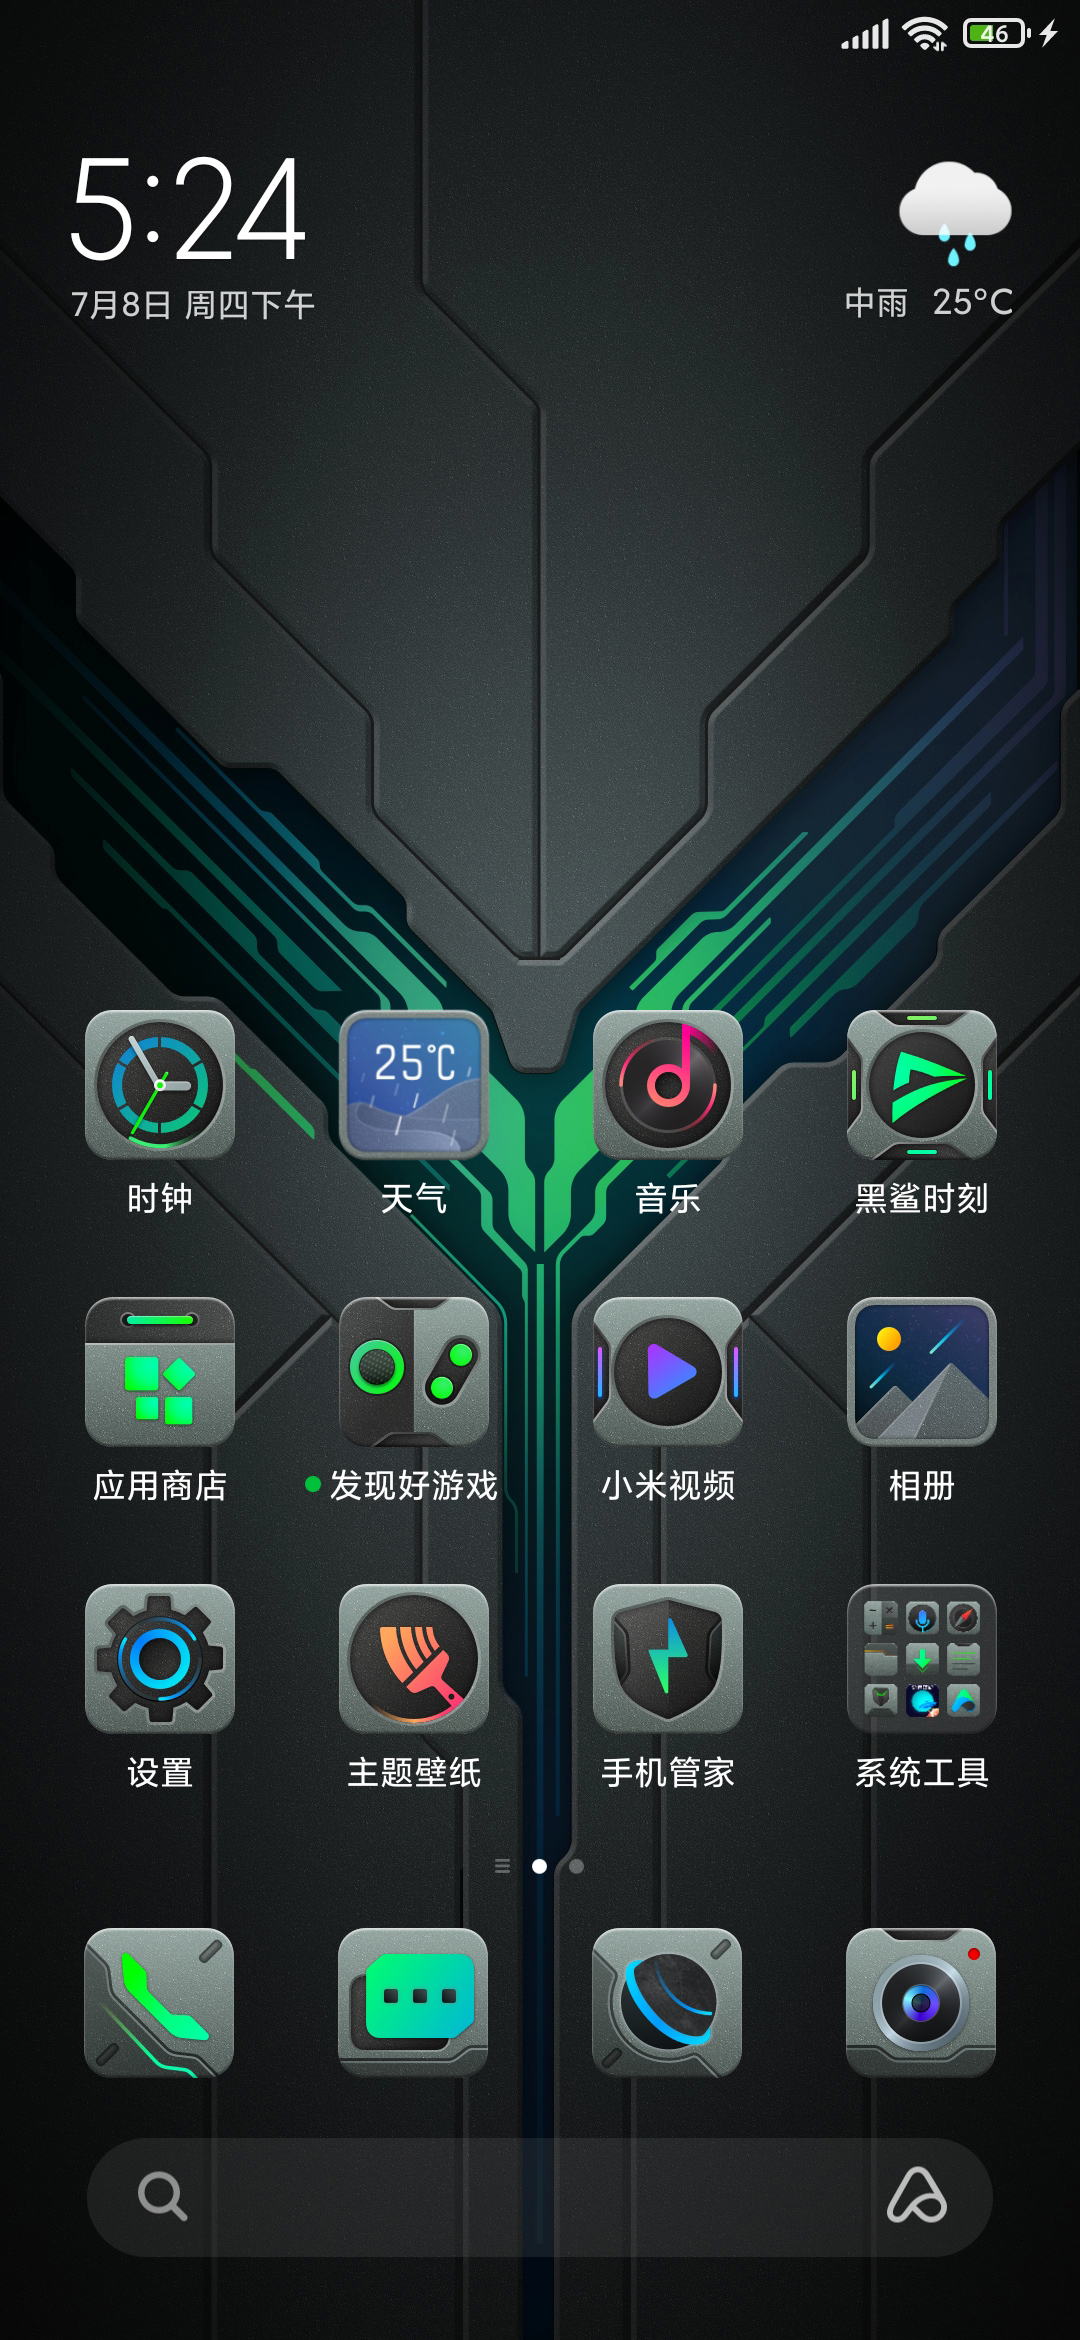 46
5:24
7月8日 周四下午
中雨 25°C
25℃
时钟
天气
音乐
黑鲨时刻
应用商店
发现好游戏
小米视频
相册
设置
主题壁纸
手机管家
系统工具